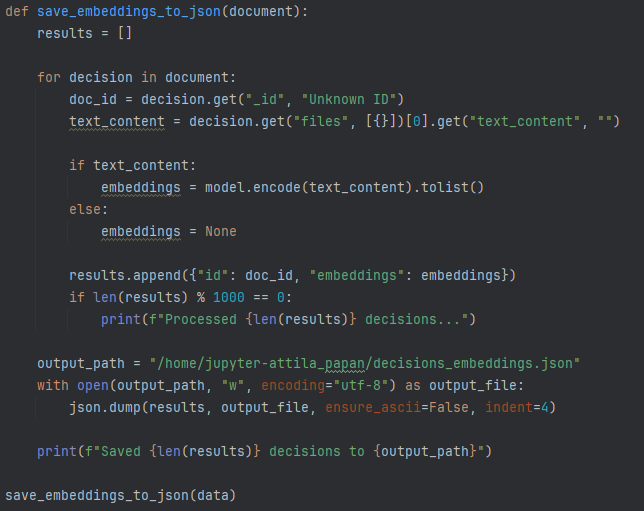 def save_embeddings_to_json(document):
    results = []

    for decision in document:
        doc_id = decision.get("_id", "Unknown ID")
        text_content = decision.get("files", [{}])[0].get("text_content", "")

        if text_content:
            embeddings = model.encode(text_content).tolist()
        else:
            embeddings = None

        results.append({"id": doc_id, "embeddings": embeddings})
        if len(results) % 1000 == 0:
            print(f"Processed {len(results)} decisions...")

    output_path = "/home/jupyter-attila_papan/decisions_embeddings.json"
    with open(output_path, "w", encoding="utf-8") as output_file:
        json.dump(results, output_file, ensure_ascii=False, indent=4)

    print(f"Saved {len(results)} decisions to {output_path}")

save_embeddings_to_json(data)